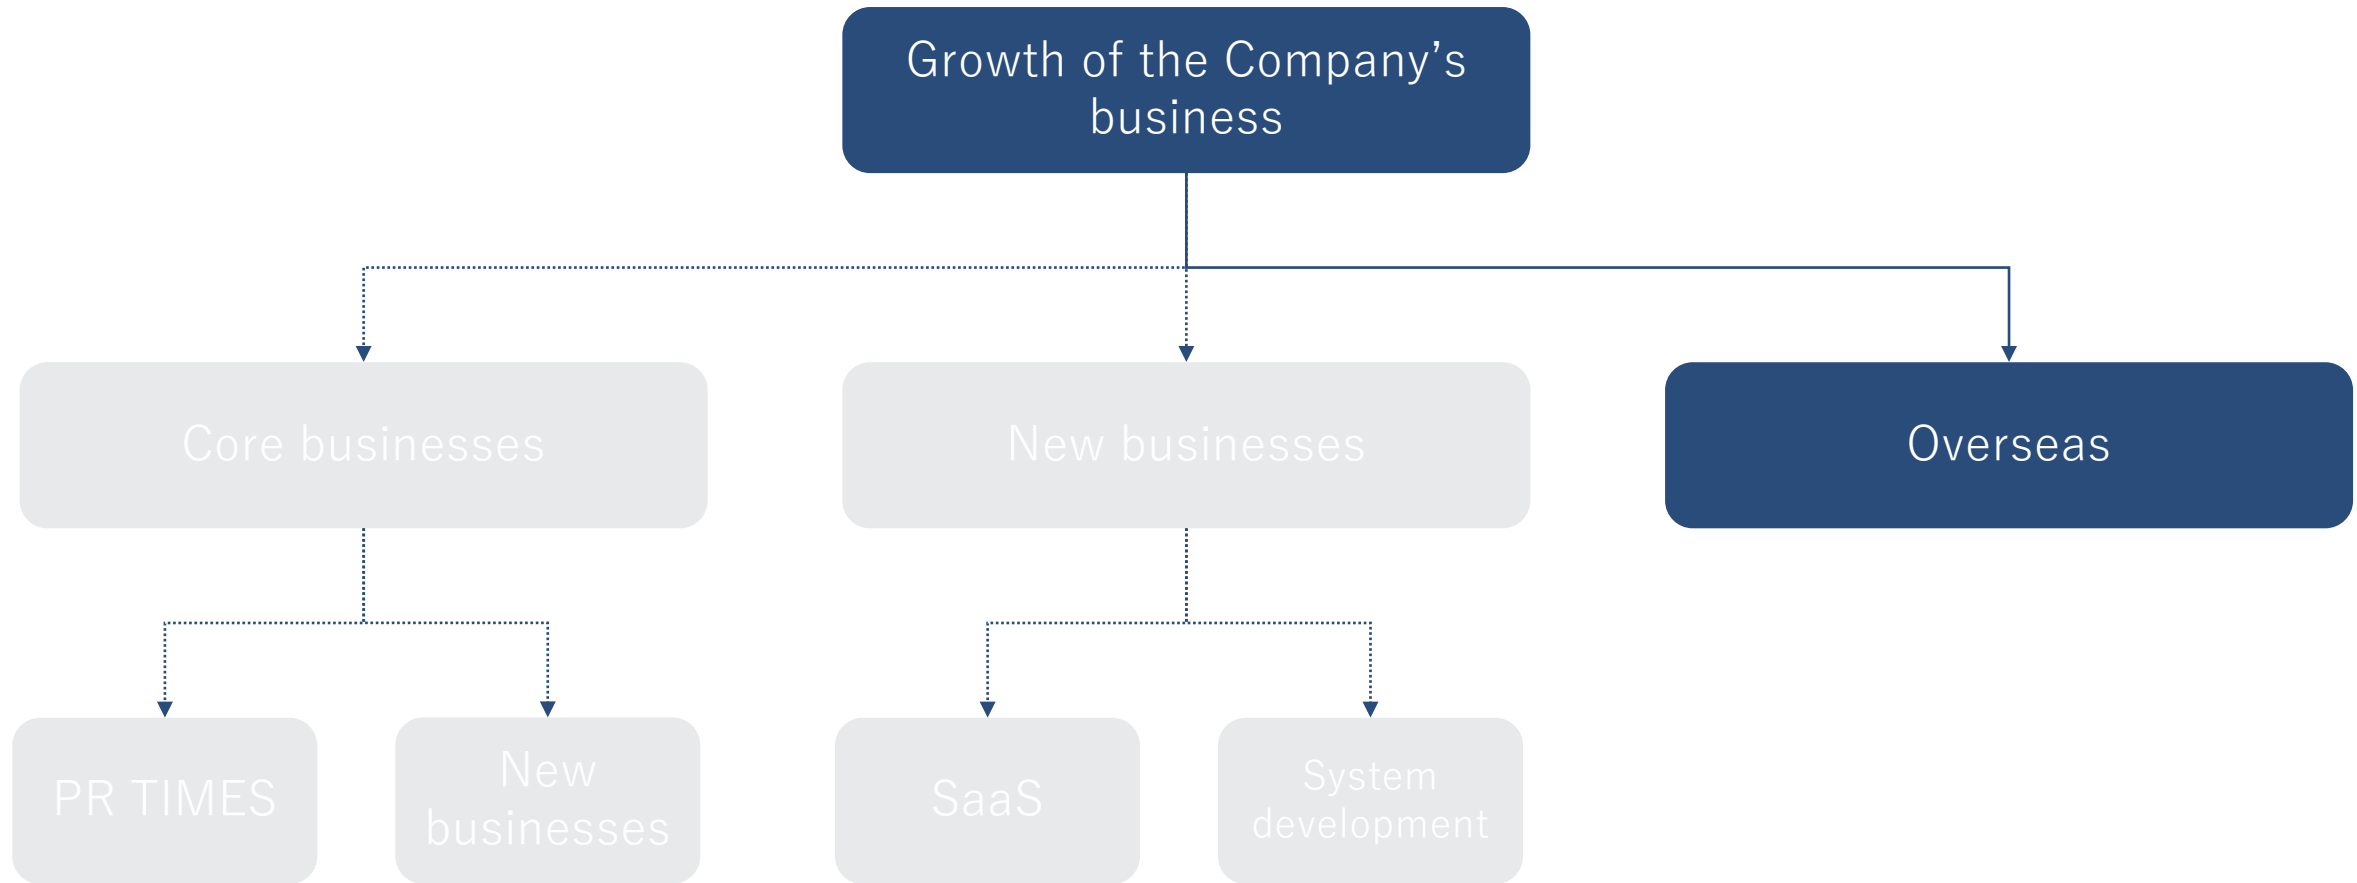 Growth of the Company’s
business
Core businesses
New businesses
Overseas
PR TIMES
New
businesses
SaaS
System
development